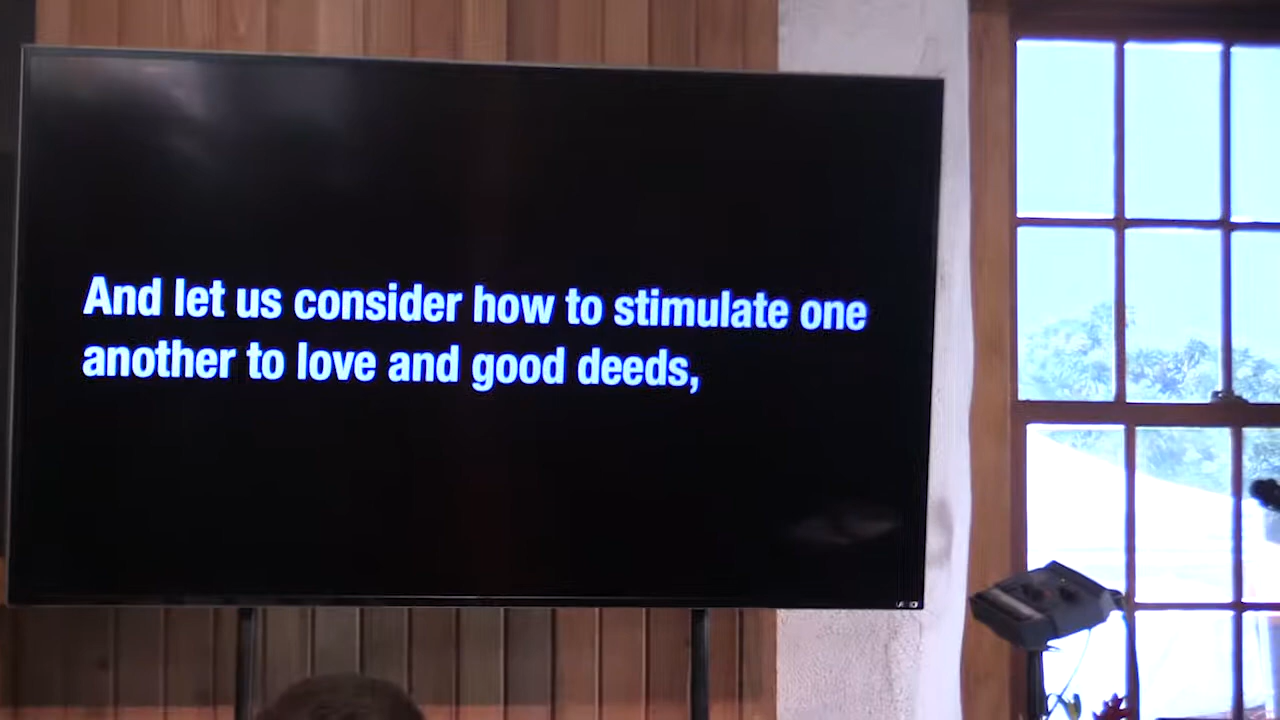 And let us consider how to stimulate one
another to love and good deeds,